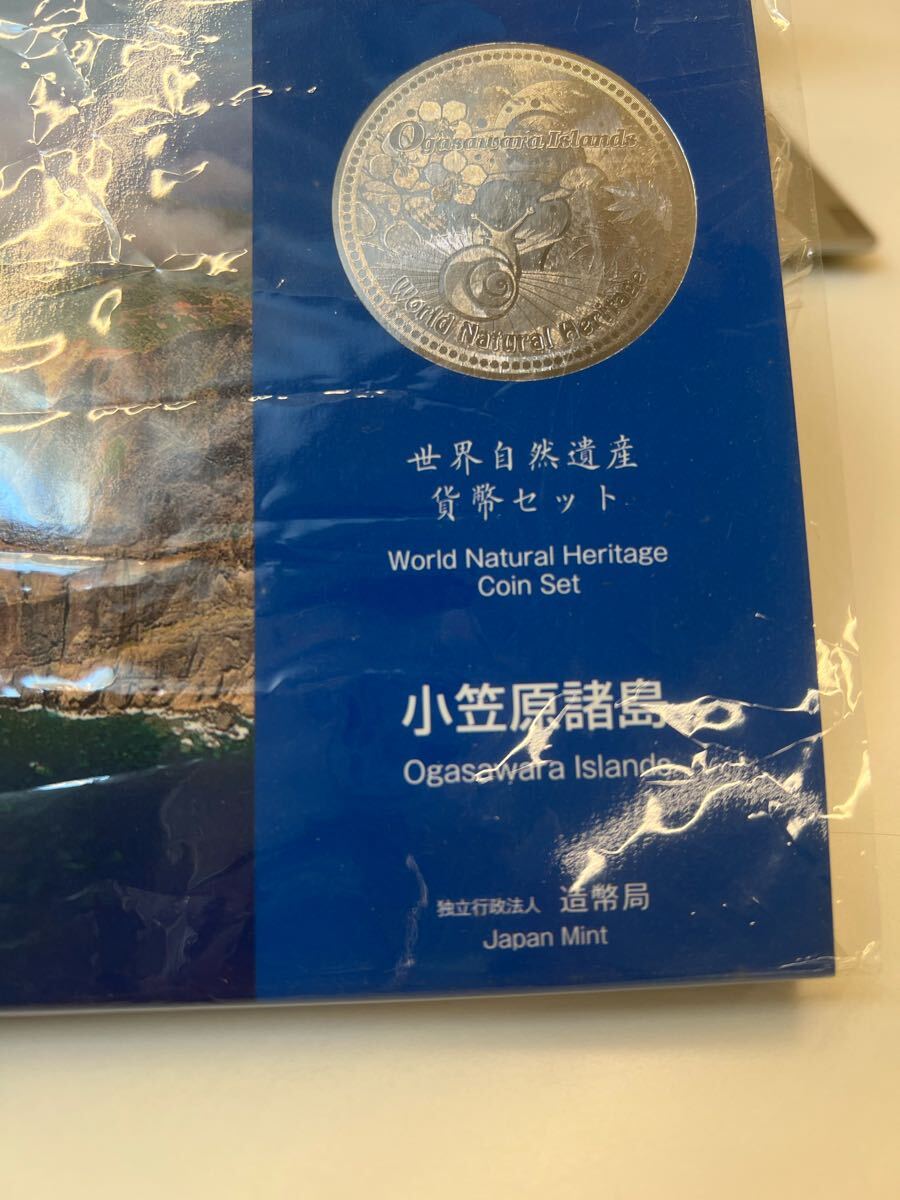 Ogasawara Islands
World Natural Heritage
世界自然遺産
貨幣セット
World Natural Heritage
Coin Set
小笠原諸島
Ogasawara Islands
独立行政法人 造幣局
Japan Mint